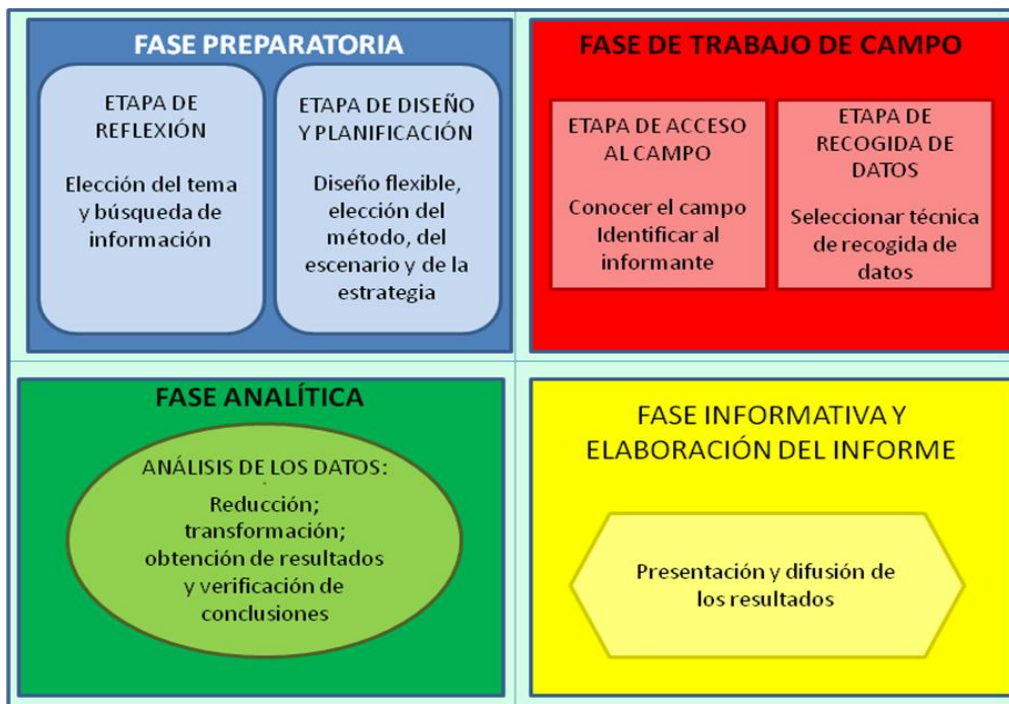 FASE PREPARATORIA
ETAPA DE
REFLEXIÓN
Elección del tema
y búsqueda de
información
ETAPA DE DISEÑO
Y PLANIFICACIÓN
Diseño flexible,
elección del
método, del
escenario y de la
estrategia
FASE DE TRABAJO DE CAMPO
ETAPA DE ACCESO
AL CAMPO
Conocer el campo
Identificar al
informante
ETAPA DE
RECOGIDA DE
DATOS
Seleccionar técnica
de recogida de
datos
FASE ANALÍTICA
ANÁLISIS DE LOS DATOS:
Reducción;
transformación;
obtención de resultados
y verificación de
conclusiones
FASE INFORMATIVA Y
ELABORACIÓN DEL INFORME
Presentación y difusión de
los resultados